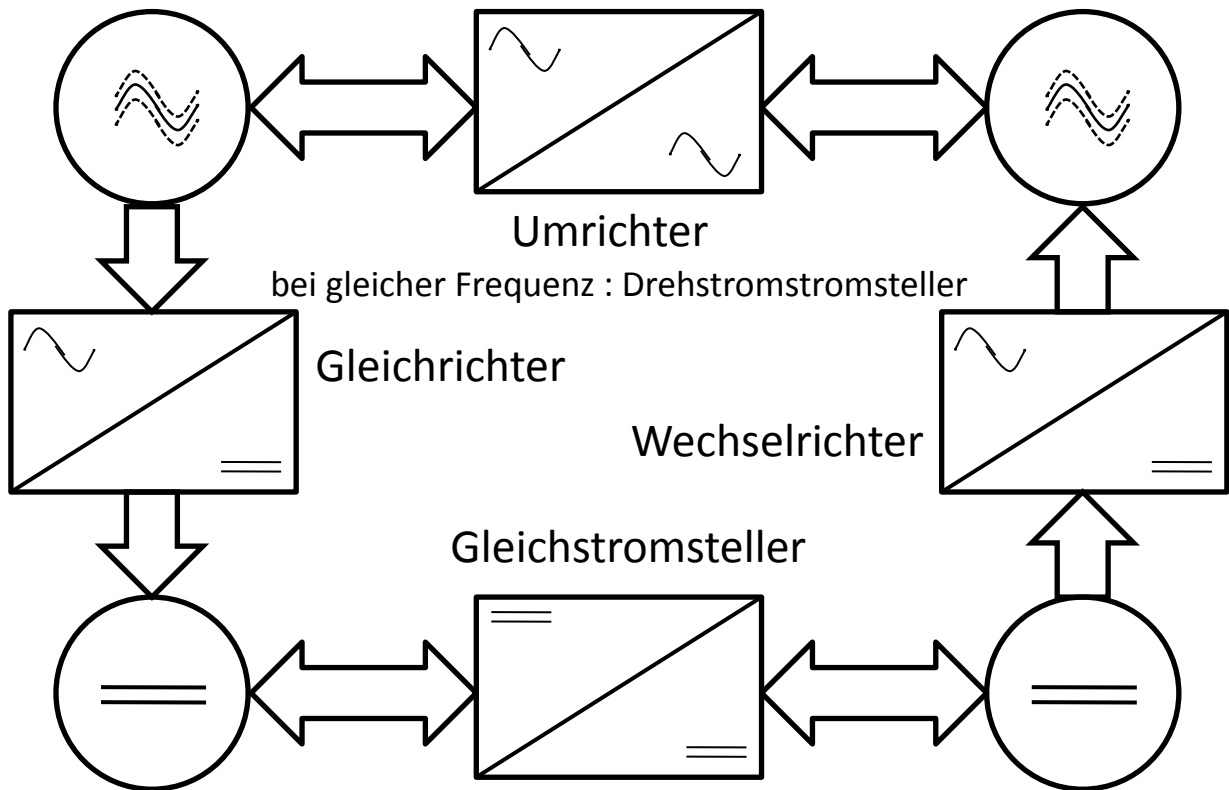 Umrichter
bei gleicher Frequenz : Drehstromstromsteller
Gleichrichter
Wechselrichter
Gleichstromsteller